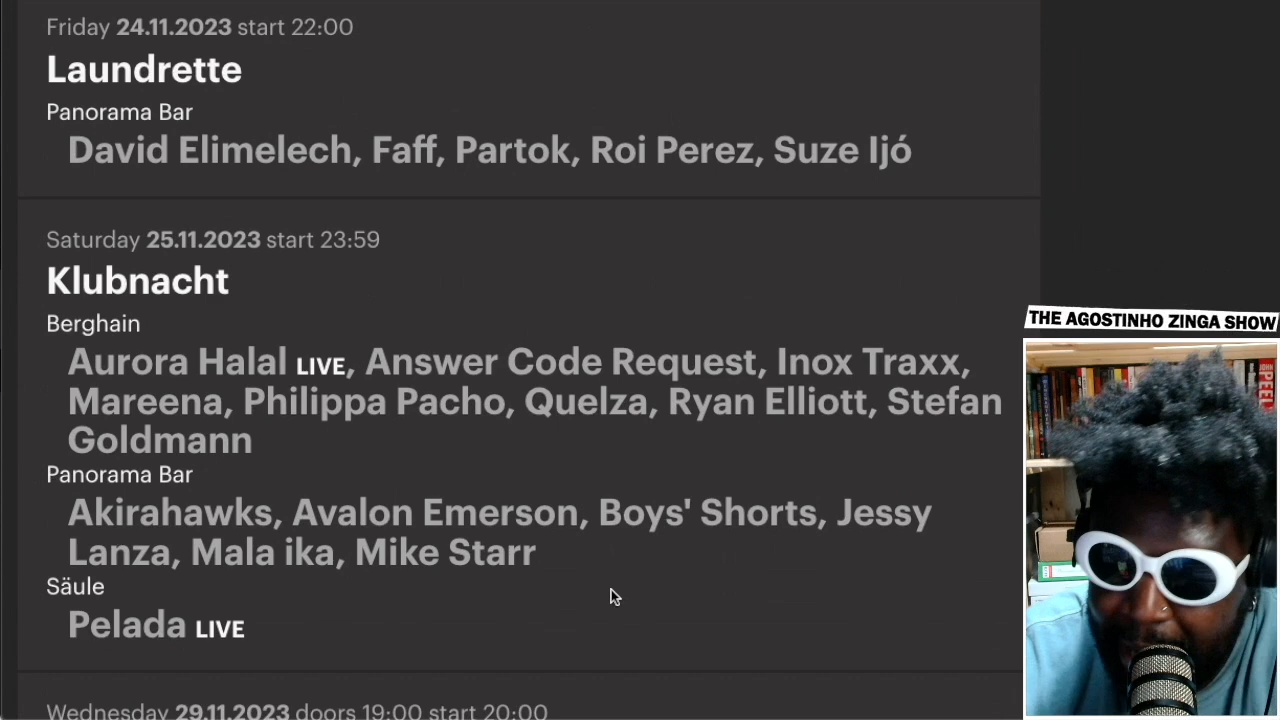 Friday 24.11.2023 start 22:00
Laundrette
Panorama Bar
David Elimelech, Faff, Partok, Roi Perez, Suze Ijó
Saturday 25.11.2023 start 23:59
Klubnacht
Berghain
Aurora Halal LIVE, Answer Code Request, Inox Traxx,
Mareena, Philippa Pacho, Quelza, Ryan Elliott, Stefan
Goldmann
Panorama Bar
Akirahawks, Avalon Emerson, Boys' Shorts, Jessy
Lanza, Mala ika, Mike Starr
Säule
Pelada LIVE
Wednesday 29.11.2023 doors 19:00 start 20:00
THE AGOSTINHO ZINGA SHOW
PEEL